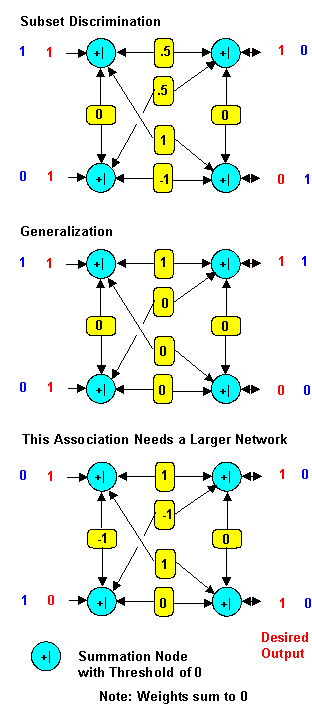 Subset Discrimination
1 1 +| .5 +| 1 0
.5
0 0
1
0 1 +| -1 +| 0 1
Generalization
1 1 +| 1 +| 1 1
0
0 0
0
0 1 +| 0 +| 0 0
This Association Needs a Larger Network
0 1 +| 1 +| 1 0
-1
-1 0
1
1 0 +| 0 +| 1 0
Desired
Output
+| Summation Node
with Threshold of 0
Note: Weights sum to 0